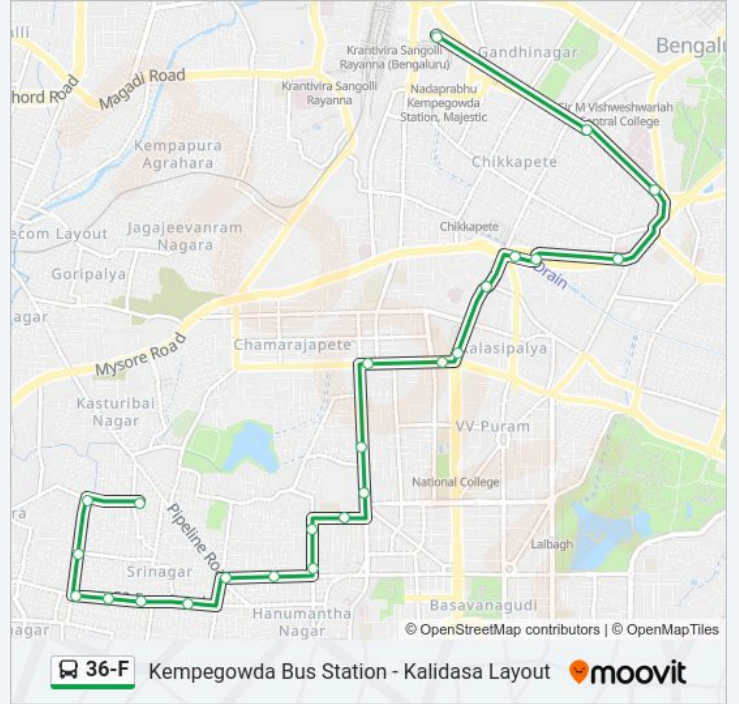 alli
Krantivira Sangolli
Rayanna (Bengaluru)
Gandhinagar
Bengalu
Magadi Road
hord Road
Krantivira Sangolli
Rayanna
Nadaprabhu
Kempegowda
Station, Majestic
Sir M Vishweshwariah
Central College
Kempapura
Agrahara
Chikkapete
ecom Layout
Jagajeevanram
Nagara
Chikkapete
Goripalya
Drain
agar
Mysore Road
Chamarajapete
Kalasipalya
Kasturibai
Nagar
VV Puram
National College
ra
Pipeline Ro
Lalbagh
Srinagar
Hanumantha
Nagar
Basavanagudi
nagar
© OpenStreetMap contributors | © OpenMapTiles
36-F Kempegowda Bus Station - Kalidasa Layout moovit